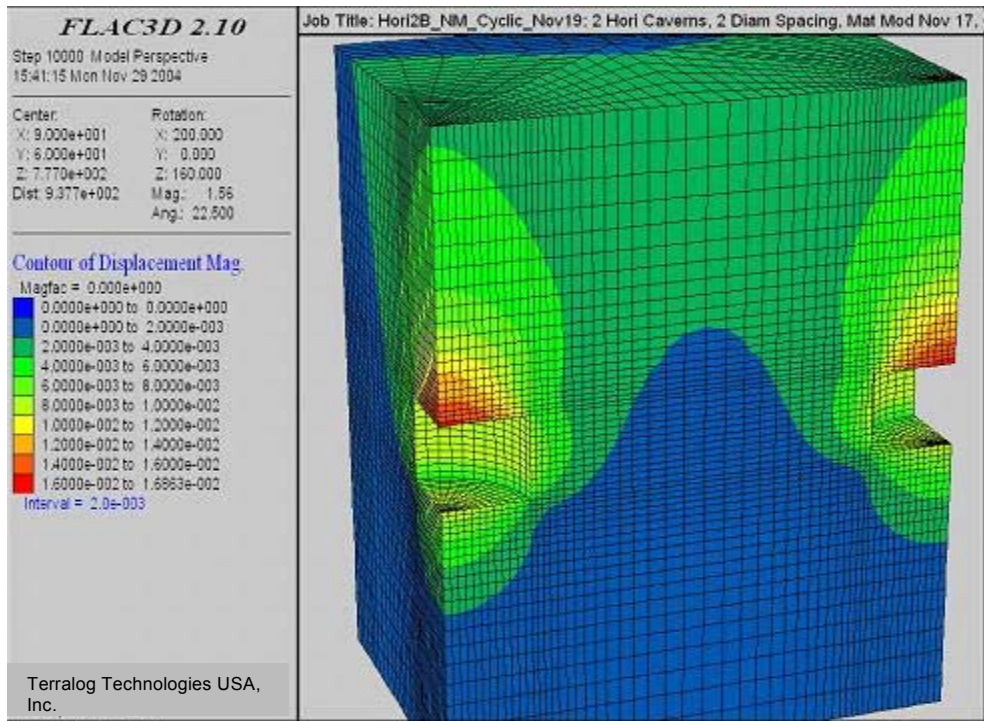 FLAC3D 2.10
Step 10000 Model Perspective
15:41:15 Mon Nov 29 2004
Center:
X: 9.000e+001
Y: 6.000e+001
Z: 7.770e+002
Dist: 9.377e+002
Rotation:
X: 200.000
Y: 0.000
Z: 160.000
Mag.: 1.56
Ang.: 22.500
Contour of Displacement Mag.
Magfac = 0.000e+000
0.0000e+000 to 0.0000e+000
0.0000e+000 to 2.0000e-003
2.0000e-003 to 4.0000e-003
4.0000e-003 to 6.0000e-003
6.0000e-003 to 8.0000e-003
8.0000e-003 to 1.0000e-002
1.0000e-002 to 1.2000e-002
1.2000e-002 to 1.4000e-002
1.4000e-002 to 1.6000e-002
1.6000e-002 to 1.6863e-002
Interval = 2.0e-003
Terralog Technologies USA,
Inc.
Job Title: Hori2B_NM_Cyclic_Nov19: 2 Hori Caverns, 2 Diam Spacing, Mat Mod Nov 17,